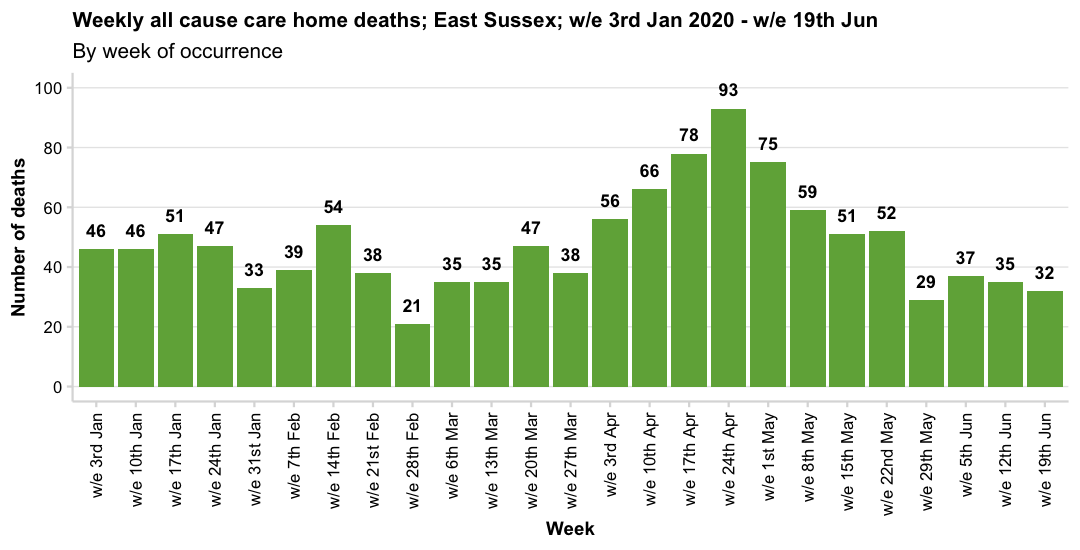 Weekly all cause care home deaths; East Sussex; w/e 3rd Jan 2020 - w/e 19th Jun
By week of occurrence
Number of deaths
100
80
60
40
20
0
46
46
51
47
33
39
54
38
21
35
35
47
38
56
66
78
93
75
59
51
52
29
37
35
32
w/e 3rd Jan
w/e 10th Jan
w/e 17th Jan
w/e 24th Jan
w/e 31st Jan
w/e 7th Feb
w/e 14th Feb
w/e 21st Feb
w/e 28th Feb
w/e 6th Mar
w/e 13th Mar
w/e 20th Mar
w/e 27th Mar
w/e 3rd Apr
w/e 10th Apr
w/e 17th Apr
w/e 24th Apr
w/e 1st May
w/e 8th May
w/e 15th May
w/e 22nd May
w/e 29th May
w/e 5th Jun
w/e 12th Jun
w/e 19th Jun
Week